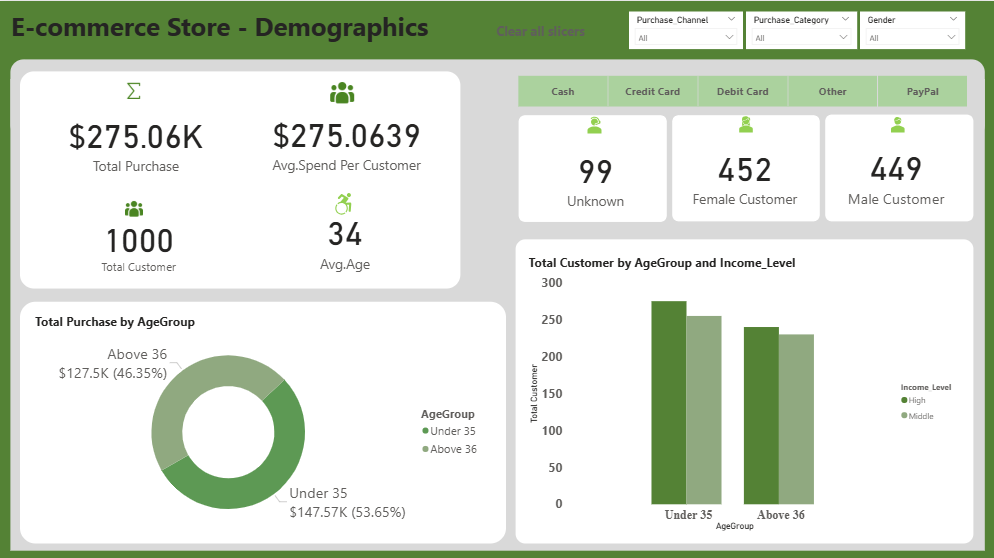 E-commerce Store - Demographics
Clear all slicers
Purchase_Channel
All
Purchase_Category
All
Gender
All
Σ
$275.06K
Total Purchase
$275.0639
Avg.Spend Per Customer
1000
Total Customer
34
Avg.Age
Cash
Credit Card
Debit Card
Other
PayPal
99
Unknown
452
Female Customer
449
Male Customer
Total Purchase by AgeGroup
Above 36
$127.5K (46.35%)
Under 35
$147.57K (53.65%)
AgeGroup
Under 35
Above 36
Total Customer by AgeGroup and Income_Level
Total Customer
300
250
200
150
100
50
0
Under 35
Above 36
AgeGroup
Income_Level
High
Middle